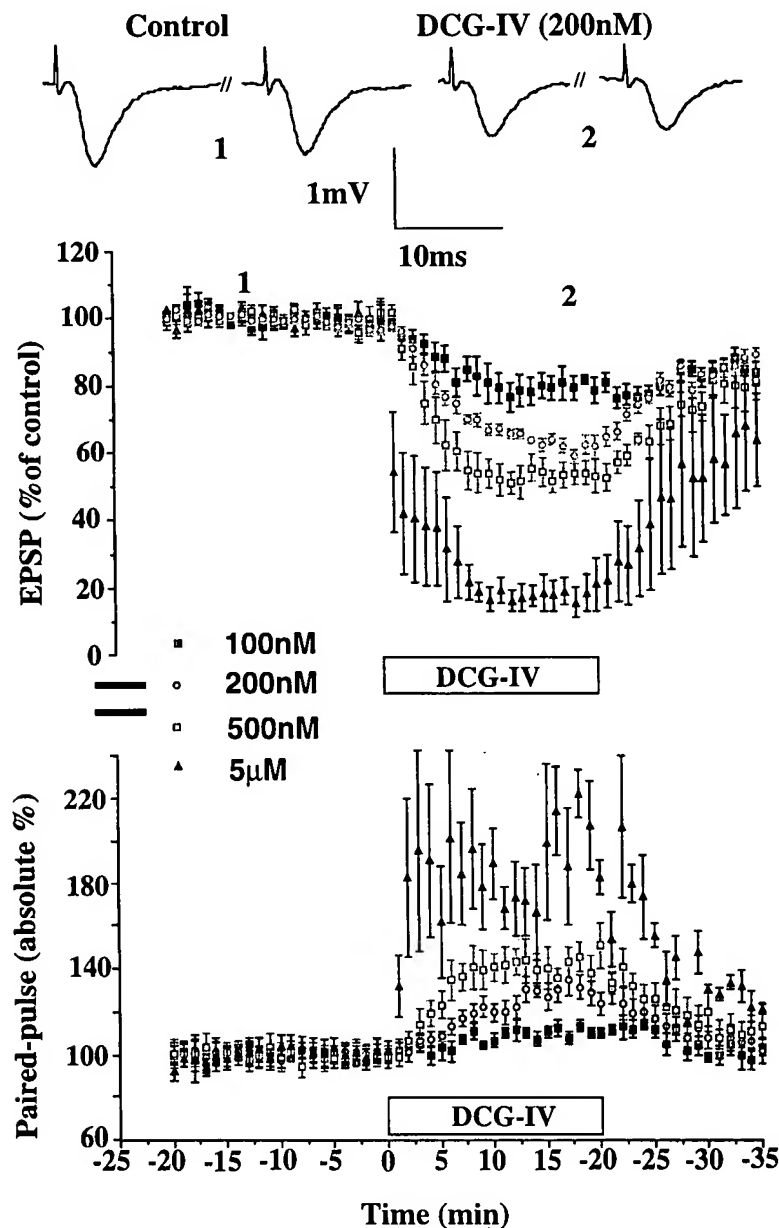 Control DCG-IV (200nM)
// //
1 2
1mV
10ms
120
100
80
60
40
20
0
EPSP (% of control)
1 2
DCG-IV
100nM
200nM
500nM
5µM
220
180
140
100
60
Paired-pulse (absolute %)
DCG-IV
-25 -20 -15 -10 -5 0 5 10 -15 -20 -25 -30 -35
Time (min)